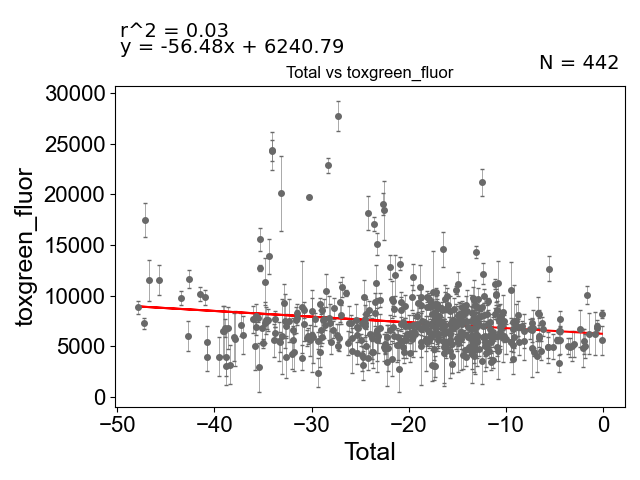 r^2 = 0.03
y = -56.48x + 6240.79
N = 442
Total vs toxgreen_fluor
30000
25000
20000
15000
10000
5000
0
toxgreen_fluor
−50
−40
−30
−20
−10
0
Total